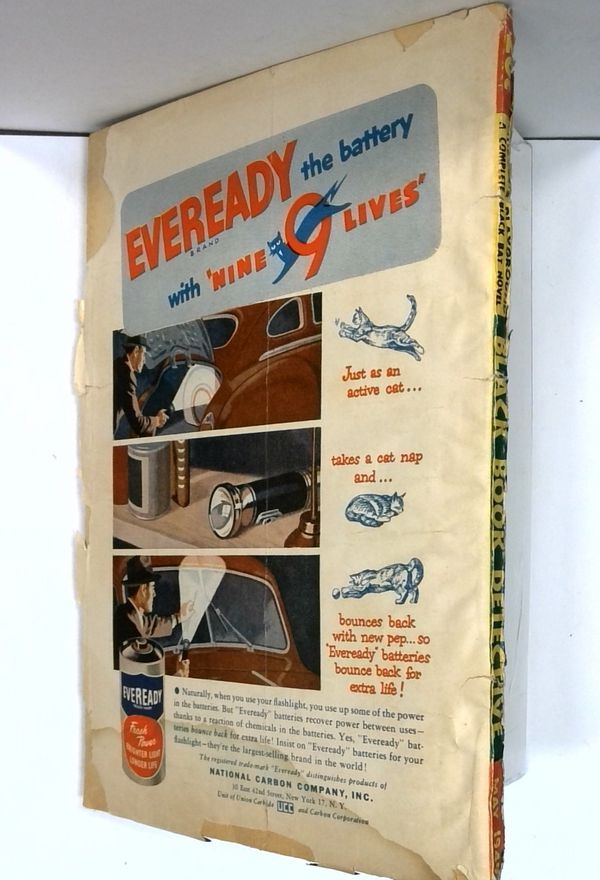 EVEREADY the battery
BRAND
with 'NINE 9 LIVES'
Just as an
active cat...
takes a cat nap
and...
bounces back
with new pep...so
"Eveready" batteries
bounce back for
extra life!
EVEREADY
Fresh
Power
BRIGHTER LIGHT
LONGER LIFE
• Naturally, when you use your flashlight, you use up some of the power
in the batteries. But "Eveready" batteries recover power between uses—
thanks to a reaction of chemicals in the batteries. Yes, "Eveready" bat-
teries bounce back for extra life! Insist on "Eveready" batteries for your
flashlight—they're the largest-selling brand in the world!
The registered trade-mark "Eveready" distinguishes products of
NATIONAL CARBON COMPANY, INC.
30 East 42nd Street, New York 17, N. Y.
Unit of Union Carbide UCC and Carbon Corporation
A COMPLETE BLACK BAT NOVEL
BLACK BOOK DETECTIVE
MAY